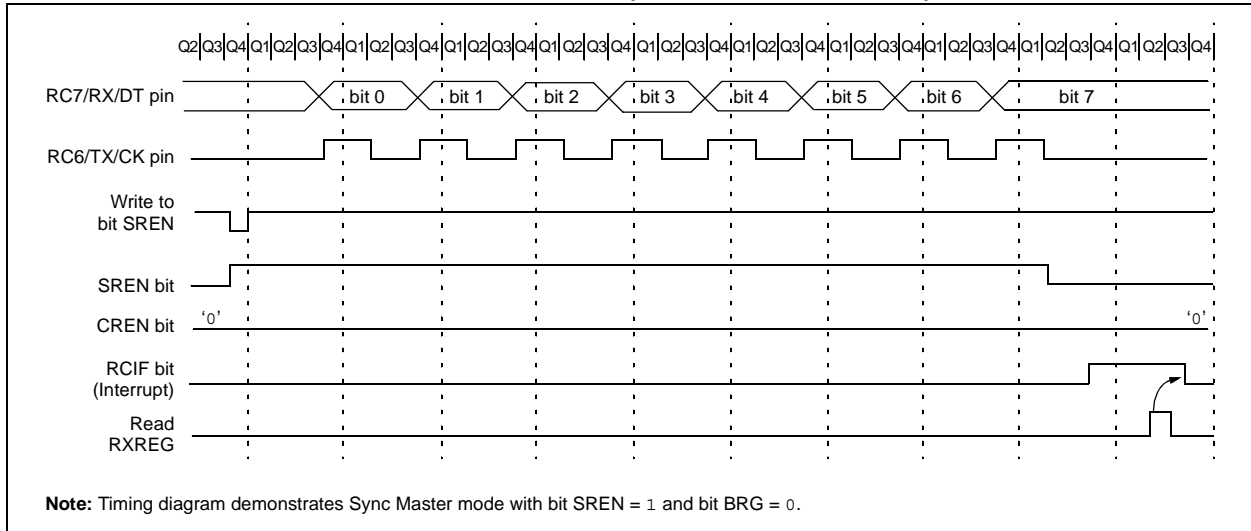 Q2 Q3 Q4 Q1 Q2 Q3 Q4 Q1 Q2 Q3 Q4 Q1 Q2 Q3 Q4 Q1 Q2 Q3 Q4 Q1 Q2 Q3 Q4 Q1 Q2 Q3 Q4 Q1 Q2 Q3 Q4 Q1 Q2 Q3 Q4 Q1 Q2 Q3 Q4 Q1 Q2 Q3 Q4
RC7/RX/DT pin bit 0 bit 1 bit 2 bit 3 bit 4 bit 5 bit 6 bit 7
RC6/TX/CK pin
Write to
bit SREN
SREN bit
CREN bit ‘0’ ‘0’
RCIF bit
(Interrupt)
Read
RXREG
Note: Timing diagram demonstrates Sync Master mode with bit SREN = 1 and bit BRG = 0.